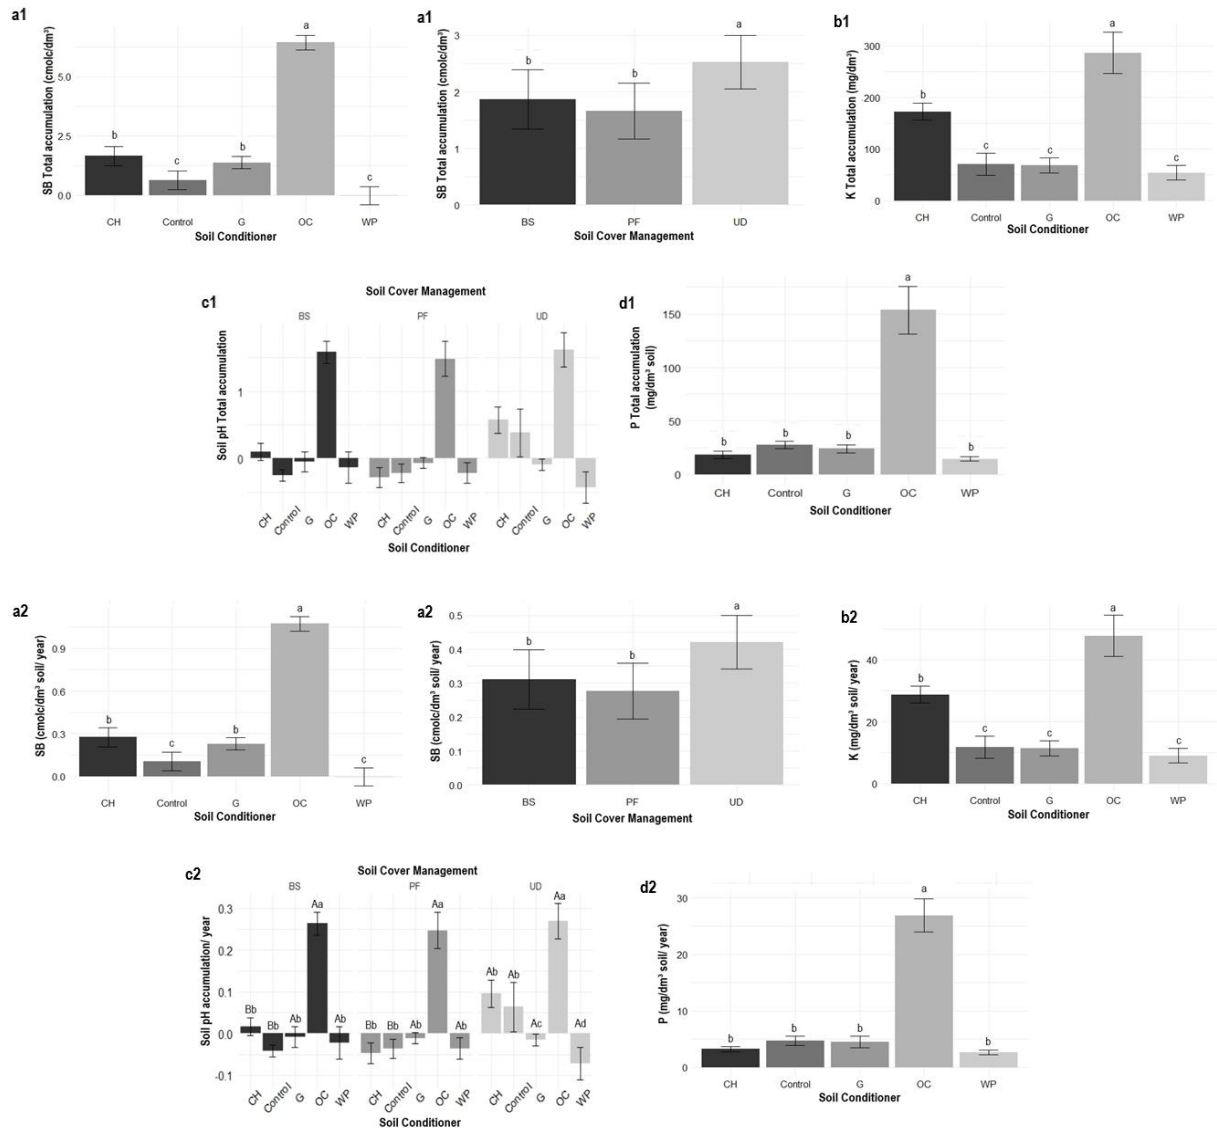 a1
SB Total accumulation (cmolc/dm³)
5.0
2.5
0.0
a
b
c
b
c
CH Control G OC WP
Soil Conditioner
a1
SB Total accumulation (cmolc/dm³)
3
2
1
0
b
b
a
BS PF UD
Soil Cover Management
b1
K Total accumulation (mg/dm³)
300
200
100
0
b
c
c
a
c
CH Control G OC WP
Soil Conditioner
c1
Soil Cover Management
BS PF UD
Soil pH Total accumulation
1
0
CH Control G OC WP CH Control G OC WP CH Control G OC WP
Soil Conditioner
d1
P Total accumulation
(mg/dm³ soil)
150
100
50
0
b
b
b
a
b
CH Control G OC WP
Soil Conditioner
a2
SB (cmolc/dm³ soil/ year)
0.9
0.6
0.3
0.0
b
c
b
a
c
CH Control G OC WP
Soil Conditioner
a2
SB (cmolc/dm³ soil/ year)
0.5
0.4
0.3
0.2
0.1
0.0
b
b
a
BS PF UD
Soil Cover Management
b2
K (mg/dm³ soil/ year)
40
20
0
b
c
c
a
c
CH Control G OC WP
Soil Conditioner
c2
Soil Cover Management
BS PF UD
Soil pH accumulation/ year
0.3
0.2
0.1
0.0
-0.1
Bb Bb Ab Aa Ab Bb Bb Ab Aa Ab Ab Ab Ac Aa Ad
CH Control G OC WP CH Control G OC WP CH Control G OC WP
Soil Conditioner
d2
P (mg/dm³ soil/ year)
30
20
10
0
b
b
b
a
b
CH Control G OC WP
Soil Conditioner